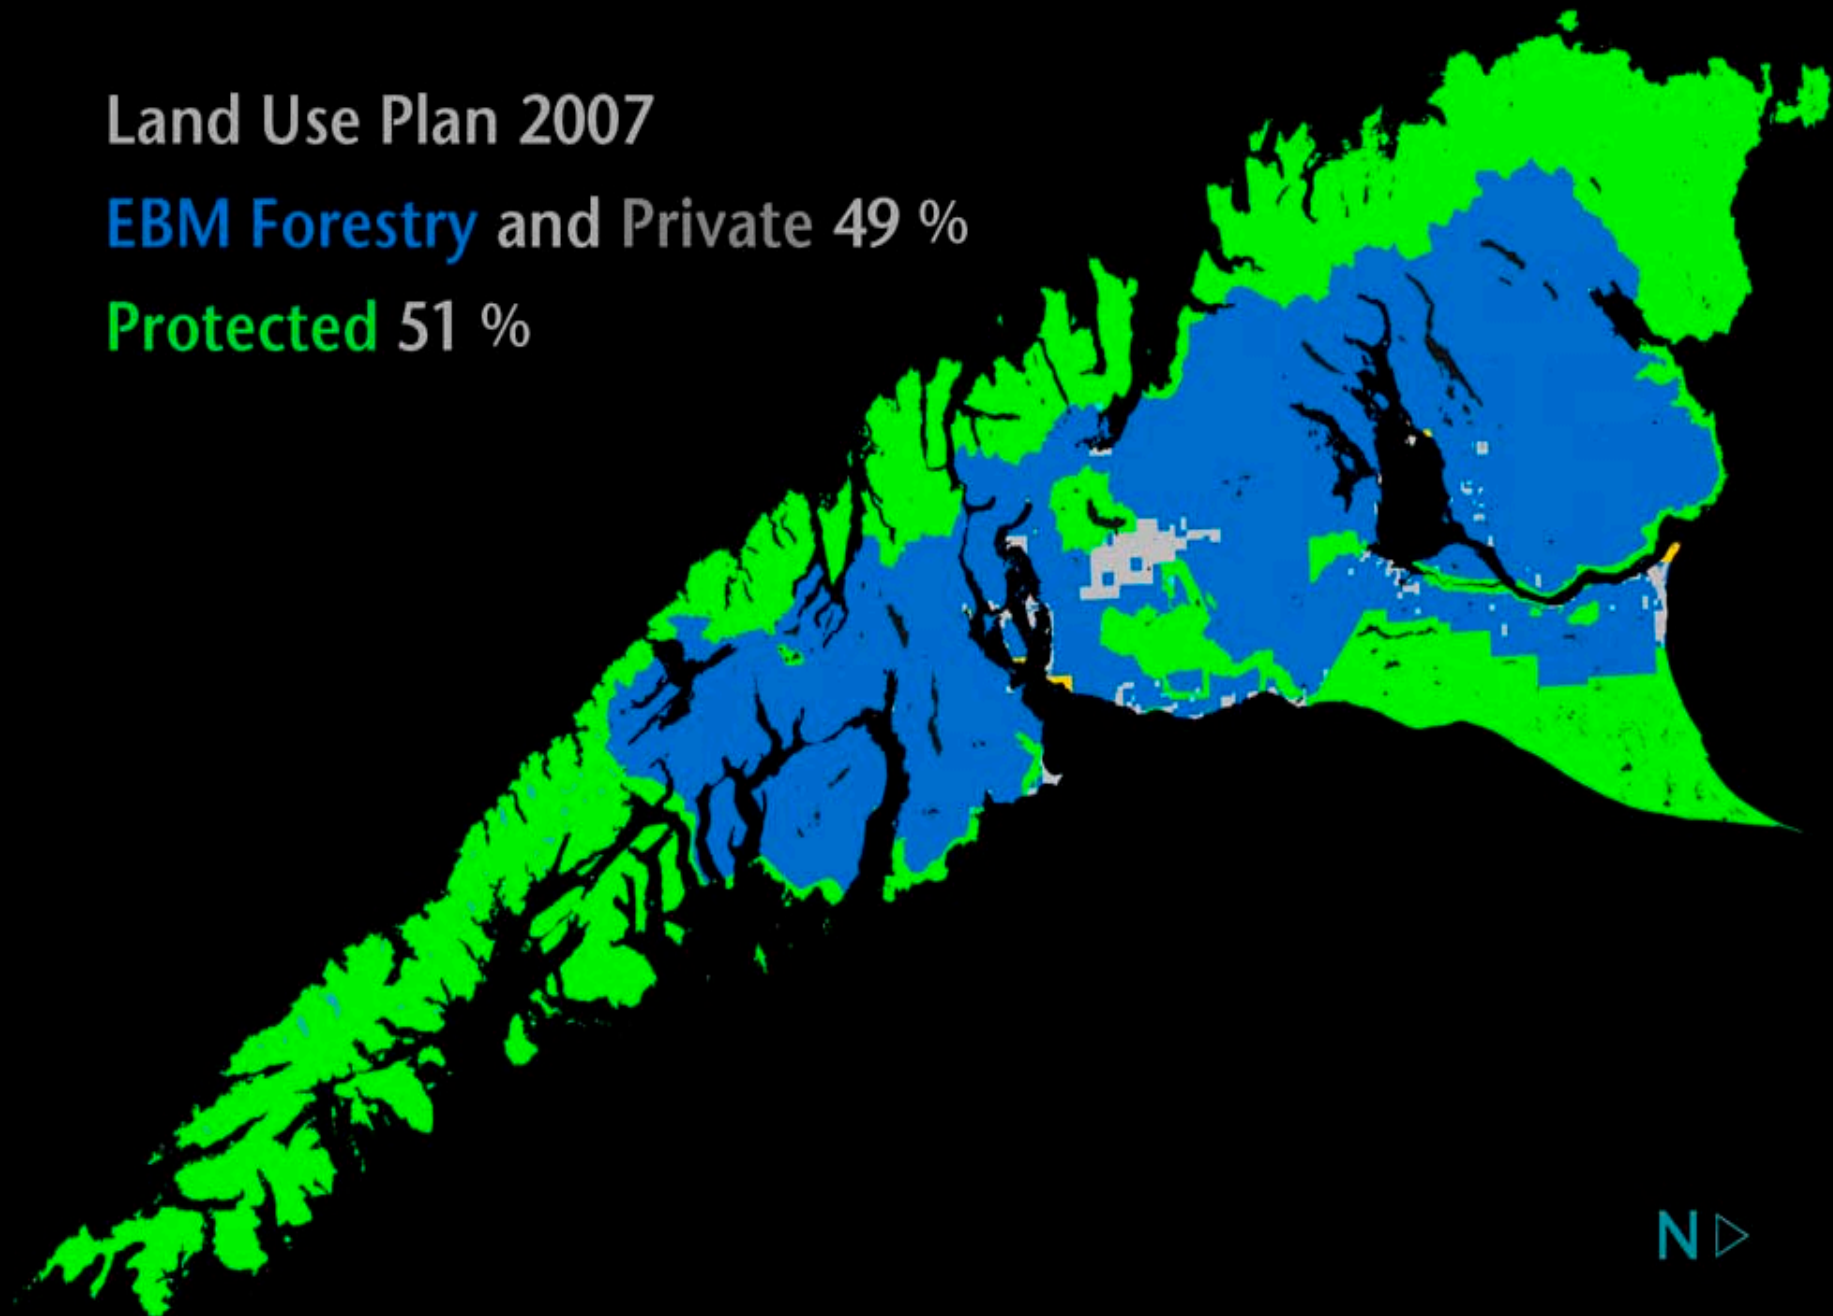 Land Use Plan 2007
EBM Forestry and Private 49 %
Protected 51 %
N